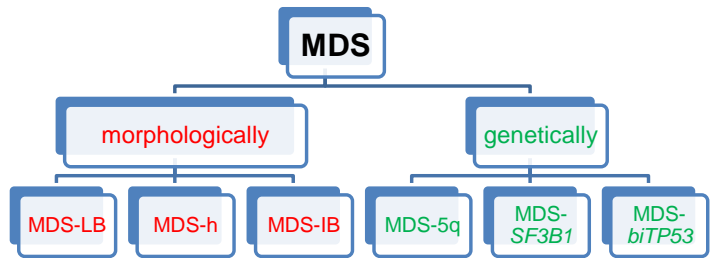 MDS
morphologically
genetically
MDS-LB
MDS-h
MDS-IB
MDS-5q
MDS-
SF3B1
MDS-
biTP53